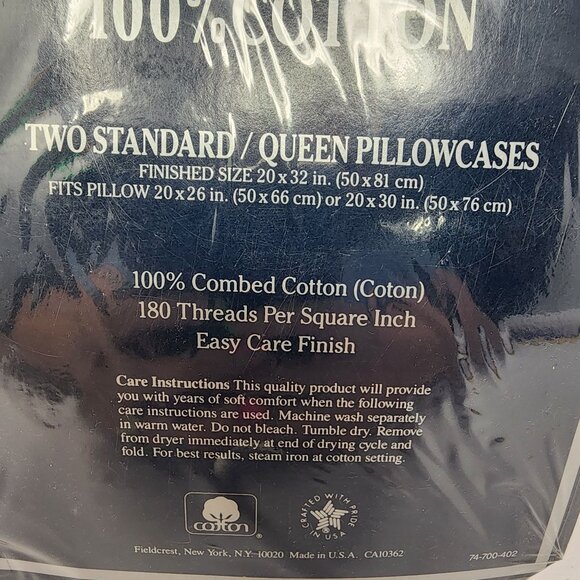 100% COTTON
TWO STANDARD / QUEEN PILLOWCASES
FINISHED SIZE 20 x 32 in. (50 x 81 cm)
FITS PILLOW 20 x 26 in. (50 x 66 cm) or 20 x 30 in. (50 x 76 cm)
100% Combed Cotton (Coton)
180 Threads Per Square Inch
Easy Care Finish
Care Instructions This quality product will provide
you with years of soft comfort when the following
care instructions are used. Machine wash separately
in warm water. Do not bleach. Tumble dry. Remove
from dryer immediately at end of drying cycle and
fold. For best results, steam iron at cotton setting.
cotton ®
CRAFTED WITH PRIDE
IN U.S.A.
Fieldcrest, New York, N.Y. 10020 Made in U.S.A. CA10362
74-700-402